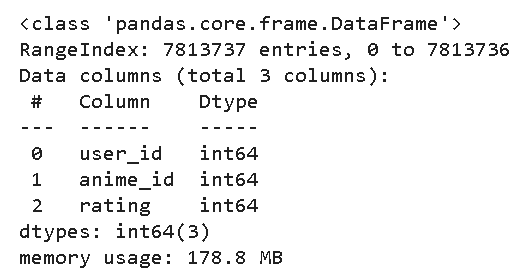 <class 'pandas.core.frame.DataFrame'>
RangeIndex: 7813737 entries, 0 to 7813736
Data columns (total 3 columns):
 #   Column    Dtype
---  ------    -----
 0   user_id   int64
 1   anime_id  int64
 2   rating    int64
dtypes: int64(3)
memory usage: 178.8 MB